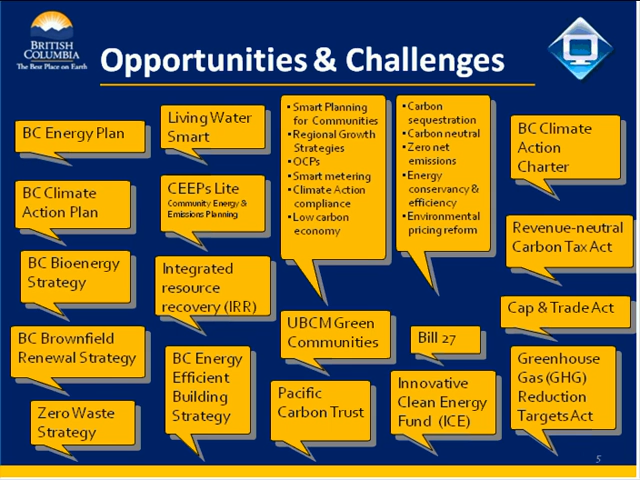 BRITISH
COLUMBIA
The Best Place on Earth
Opportunities & Challenges
BC Energy Plan
BC Climate
Action Plan
BC Bioenergy
Strategy
BC Brownfield
Renewal Strategy
Zero Waste
Strategy
Living Water
Smart
CEEPs Lite
Community Energy &
Emissions Planning
Integrated
resource
recovery (IRR)
BC Energy
Efficient
Building
Strategy
• Smart Planning
for Communities
• Regional Growth
Strategies
• OCPs
• Smart metering
• Climate Action
compliance
• Low carbon
economy
UBCM Green
Communities
Pacific
Carbon Trust
• Carbon
sequestration
• Carbon neutral
• Zero net
emissions
• Energy
conservancy &
efficiency
• Environmental
pricing reform
Bill 27
Innovative
Clean Energy
Fund (ICE)
BC Climate
Action
Charter
Revenue-neutral
Carbon Tax Act
Cap & Trade Act
Greenhouse
Gas (GHG)
Reduction
Targets Act
5